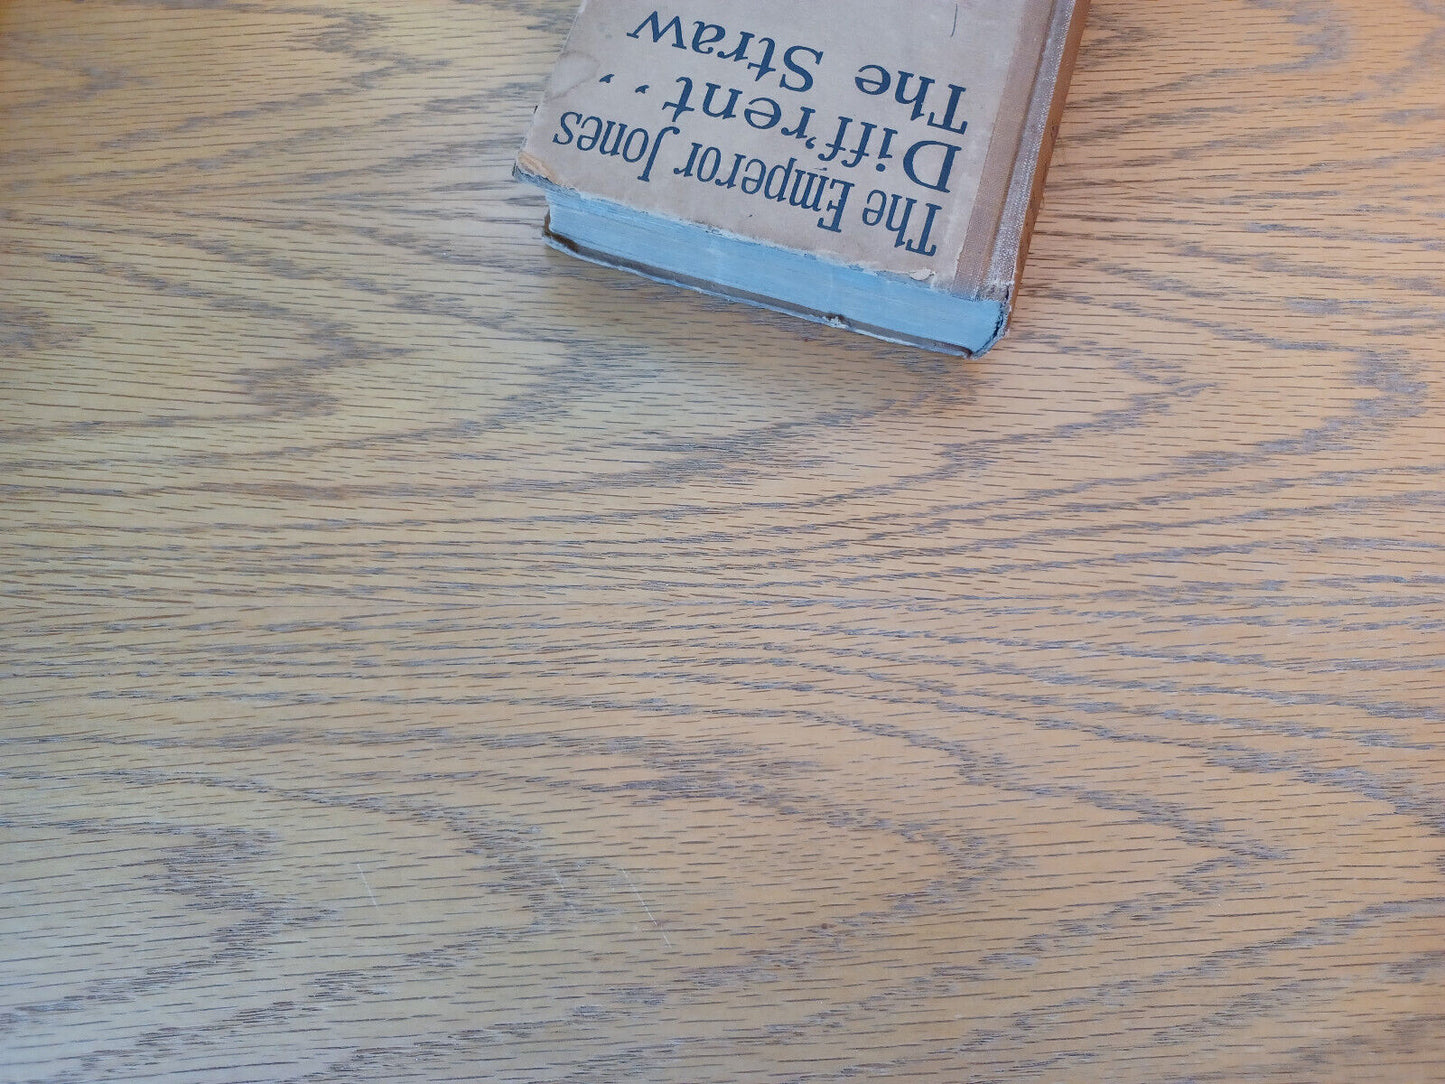 The Emperor Jones
Diff'rent . .
The Straw